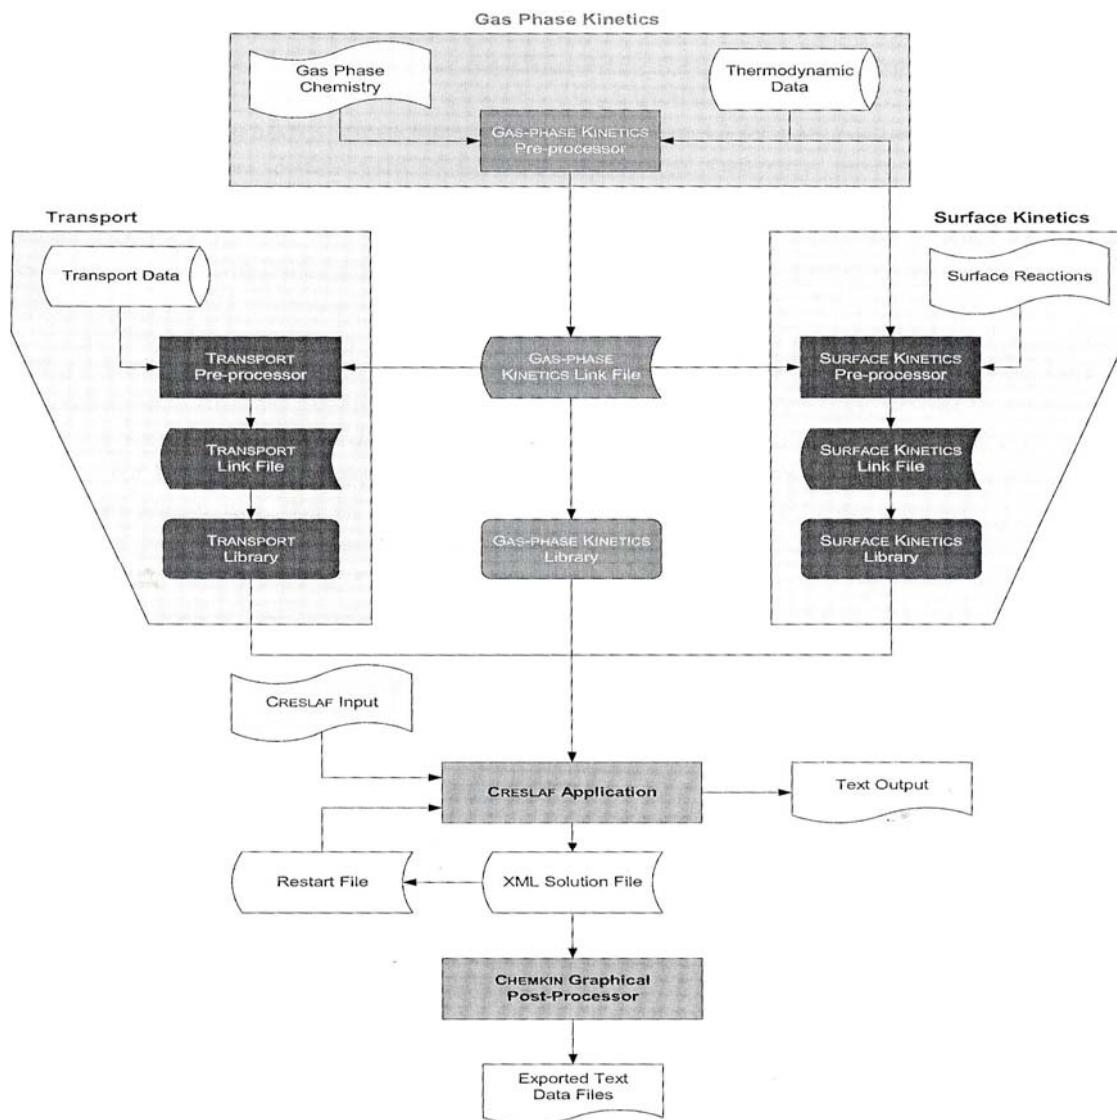 Gas Phase Kinetics
Gas Phase
Chemistry
Thermodynamic
Data
GAS-PHASE KINETICS
Pre-processor
Transport
Surface Kinetics
Transport Data
Surface Reactions
TRANSPORT
Pre-processor
GAS-PHASE
KINETICS Link File
SURFACE KINETICS
Pre-processor
TRANSPORT
Link File
SURFACE KINETICS
Link File
TRANSPORT
Library
GAS-PHASE KINETICS
Library
SURFACE KINETICS
Library
CRESLAF Input
CRESLAF Application
Text Output
Restart File
XML Solution File
CHEMKIN Graphical
Post-Processor
Exported Text
Data Files